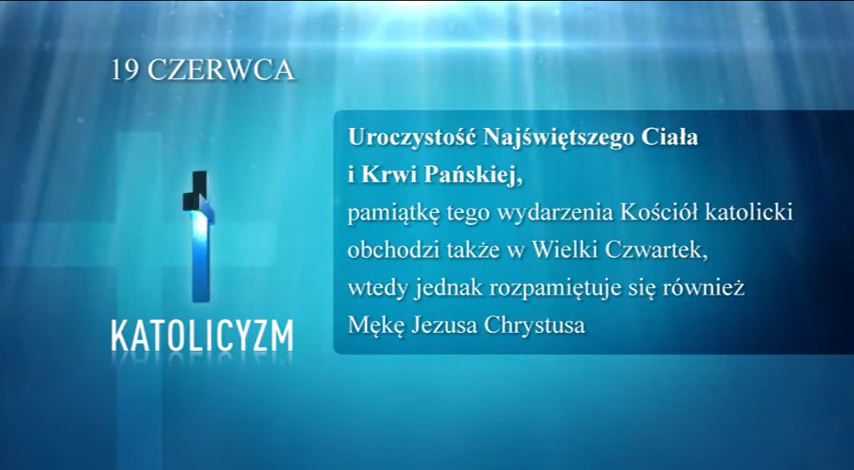 19 CZERWCA
Uroczystość Najświętszego Ciała
i Krwi Pańskiej,
pamiątkę tego wydarzenia Kościół katolicki
obchodzi także w Wielki Czwartek,
wtedy jednak rozpamiętuje się również
Mękę Jezusa Chrystusa
KATOLICYZM